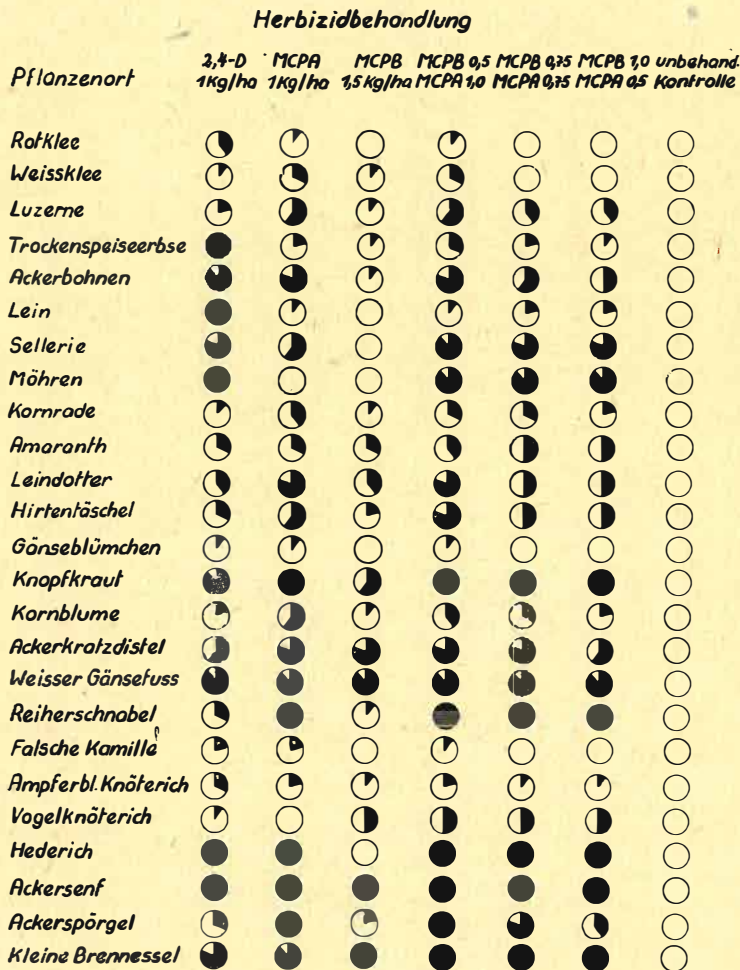 Herbizidbehandlung
2,4-D MCPA MCPB MCPB 0,5 MCPB 0,75 MCPB 1,0 unbehand.
Pflanzenort 1Kg/ha 1Kg/ha 1,5 Kg/ha MCPA 1,0 MCPA 0,75 MCPA 0,5 Kontrolle
Rotklee
Weissklee
Luzerne
Trockenspeiseerbse
Ackerbohnen
Lein
Sellerie
Möhren
Kornrade
Amaranth
Leindotter
Hirtentäschel
Gänseblümchen
Knopfkraut
Kornblume
Ackerkratzdistel
Weisser Gänsefuss
Reiherschnabel
Falsche Kamille
Ampferbl. Knöterich
Vogelknöterich
Hederich
Ackersenf
Ackerspörgel
Kleine Brennessel